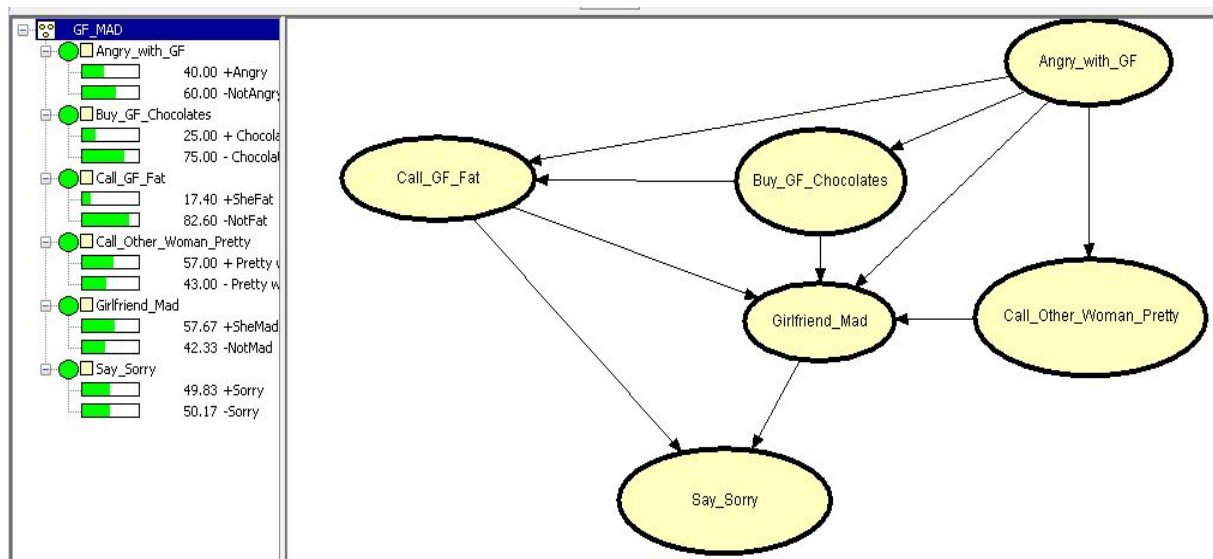 GF_MAD
Angry_with_GF
40.00 +Angry
60.00 -NotAngry
Buy_GF_Chocolates
25.00 + Chocola
75.00 - Chocolat
Call_GF_Fat
17.40 +SheFat
82.60 -NotFat
Call_Other_Woman_Pretty
57.00 + Pretty w
43.00 - Pretty w
Girlfriend_Mad
57.67 +SheMad
42.33 -NotMad
Say_Sorry
49.83 +Sorry
50.17 -Sorry
Angry_with_GF
Call_GF_Fat
Buy_GF_Chocolates
Girlfriend_Mad
Call_Other_Woman_Pretty
Say_Sorry